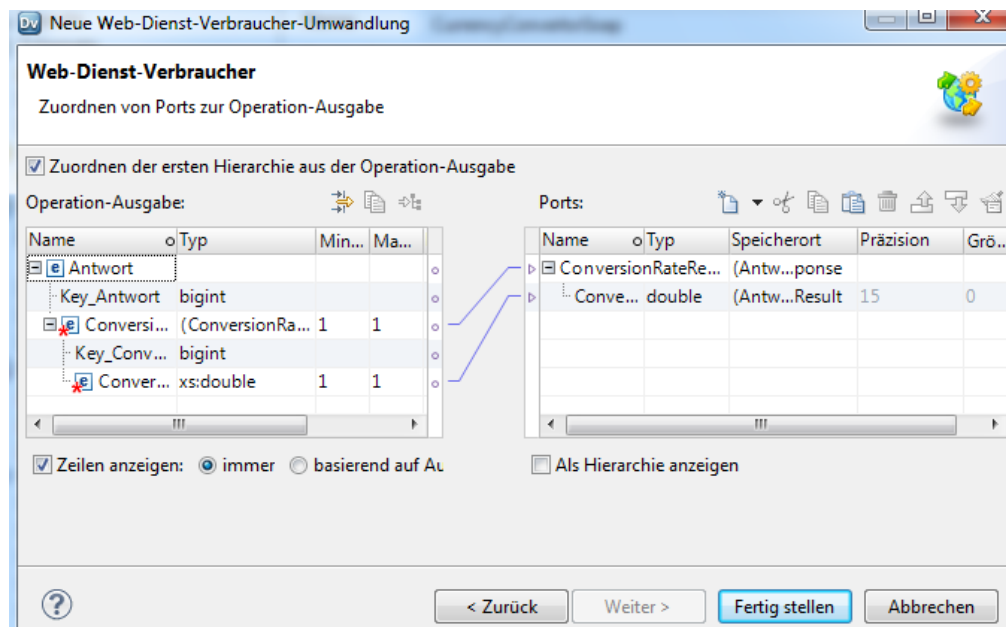 Dv Neue Web-Dienst-Verbraucher-Umwandlung
Web-Dienst-Verbraucher
Zuordnen von Ports zur Operation-Ausgabe
Zuordnen der ersten Hierarchie aus der Operation-Ausgabe
Operation-Ausgabe: Ports:
Name Typ Min... Ma... Name Typ Speicherort Präzision Grö...
e Antwort ConversionRateRe... (Antw...ponse
Key_Antwort bigint Conve... double (Antw...Result 15 0
e Conversi... (ConversionRa... 1 1
Key_Conv... bigint
e Conver... xs:double 1 1
Zeilen anzeigen: immer basierend auf Au Als Hierarchie anzeigen
? < Zurück Weiter > Fertig stellen Abbrechen